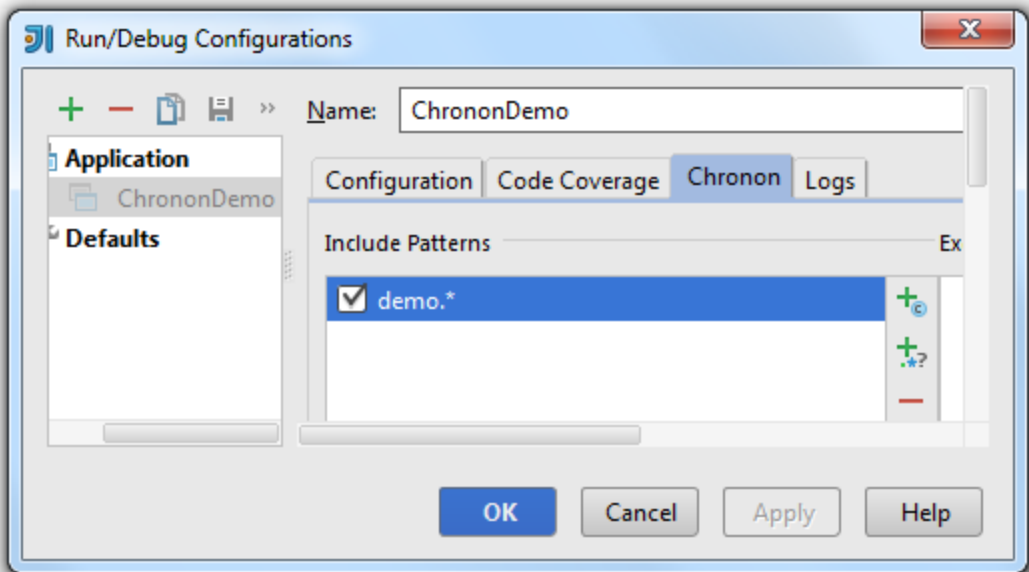 Run/Debug Configurations
Name: ChrononDemo
Application
ChrononDemo
Defaults
Configuration Code Coverage Chronon Logs
Include Patterns Ex
demo.*
OK Cancel Apply Help